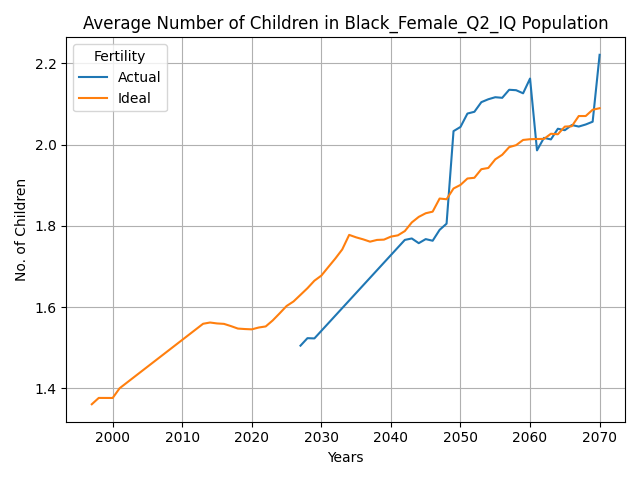 Average Number of Children in Black_Female_Q2_IQ Population
Fertility
Actual
Ideal
No. of Children
2.2
2.0
1.8
1.6
1.4
2000 2010 2020 2030 2040 2050 2060 2070
Years